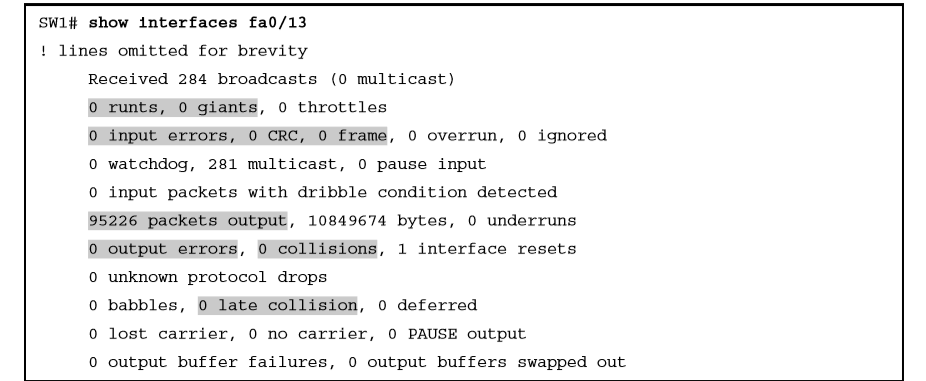 SW1# show interfaces fa0/13
! lines omitted for brevity
Received 284 broadcasts (0 multicast)
0 runts, 0 giants, 0 throttles
0 input errors, 0 CRC, 0 frame, 0 overrun, 0 ignored
0 watchdog, 281 multicast, 0 pause input
0 input packets with dribble condition detected
95226 packets output, 10849674 bytes, 0 underruns
0 output errors, 0 collisions, 1 interface resets
0 unknown protocol drops
0 babbles, 0 late collision, 0 deferred
0 lost carrier, 0 no carrier, 0 PAUSE output
0 output buffer failures, 0 output buffers swapped out